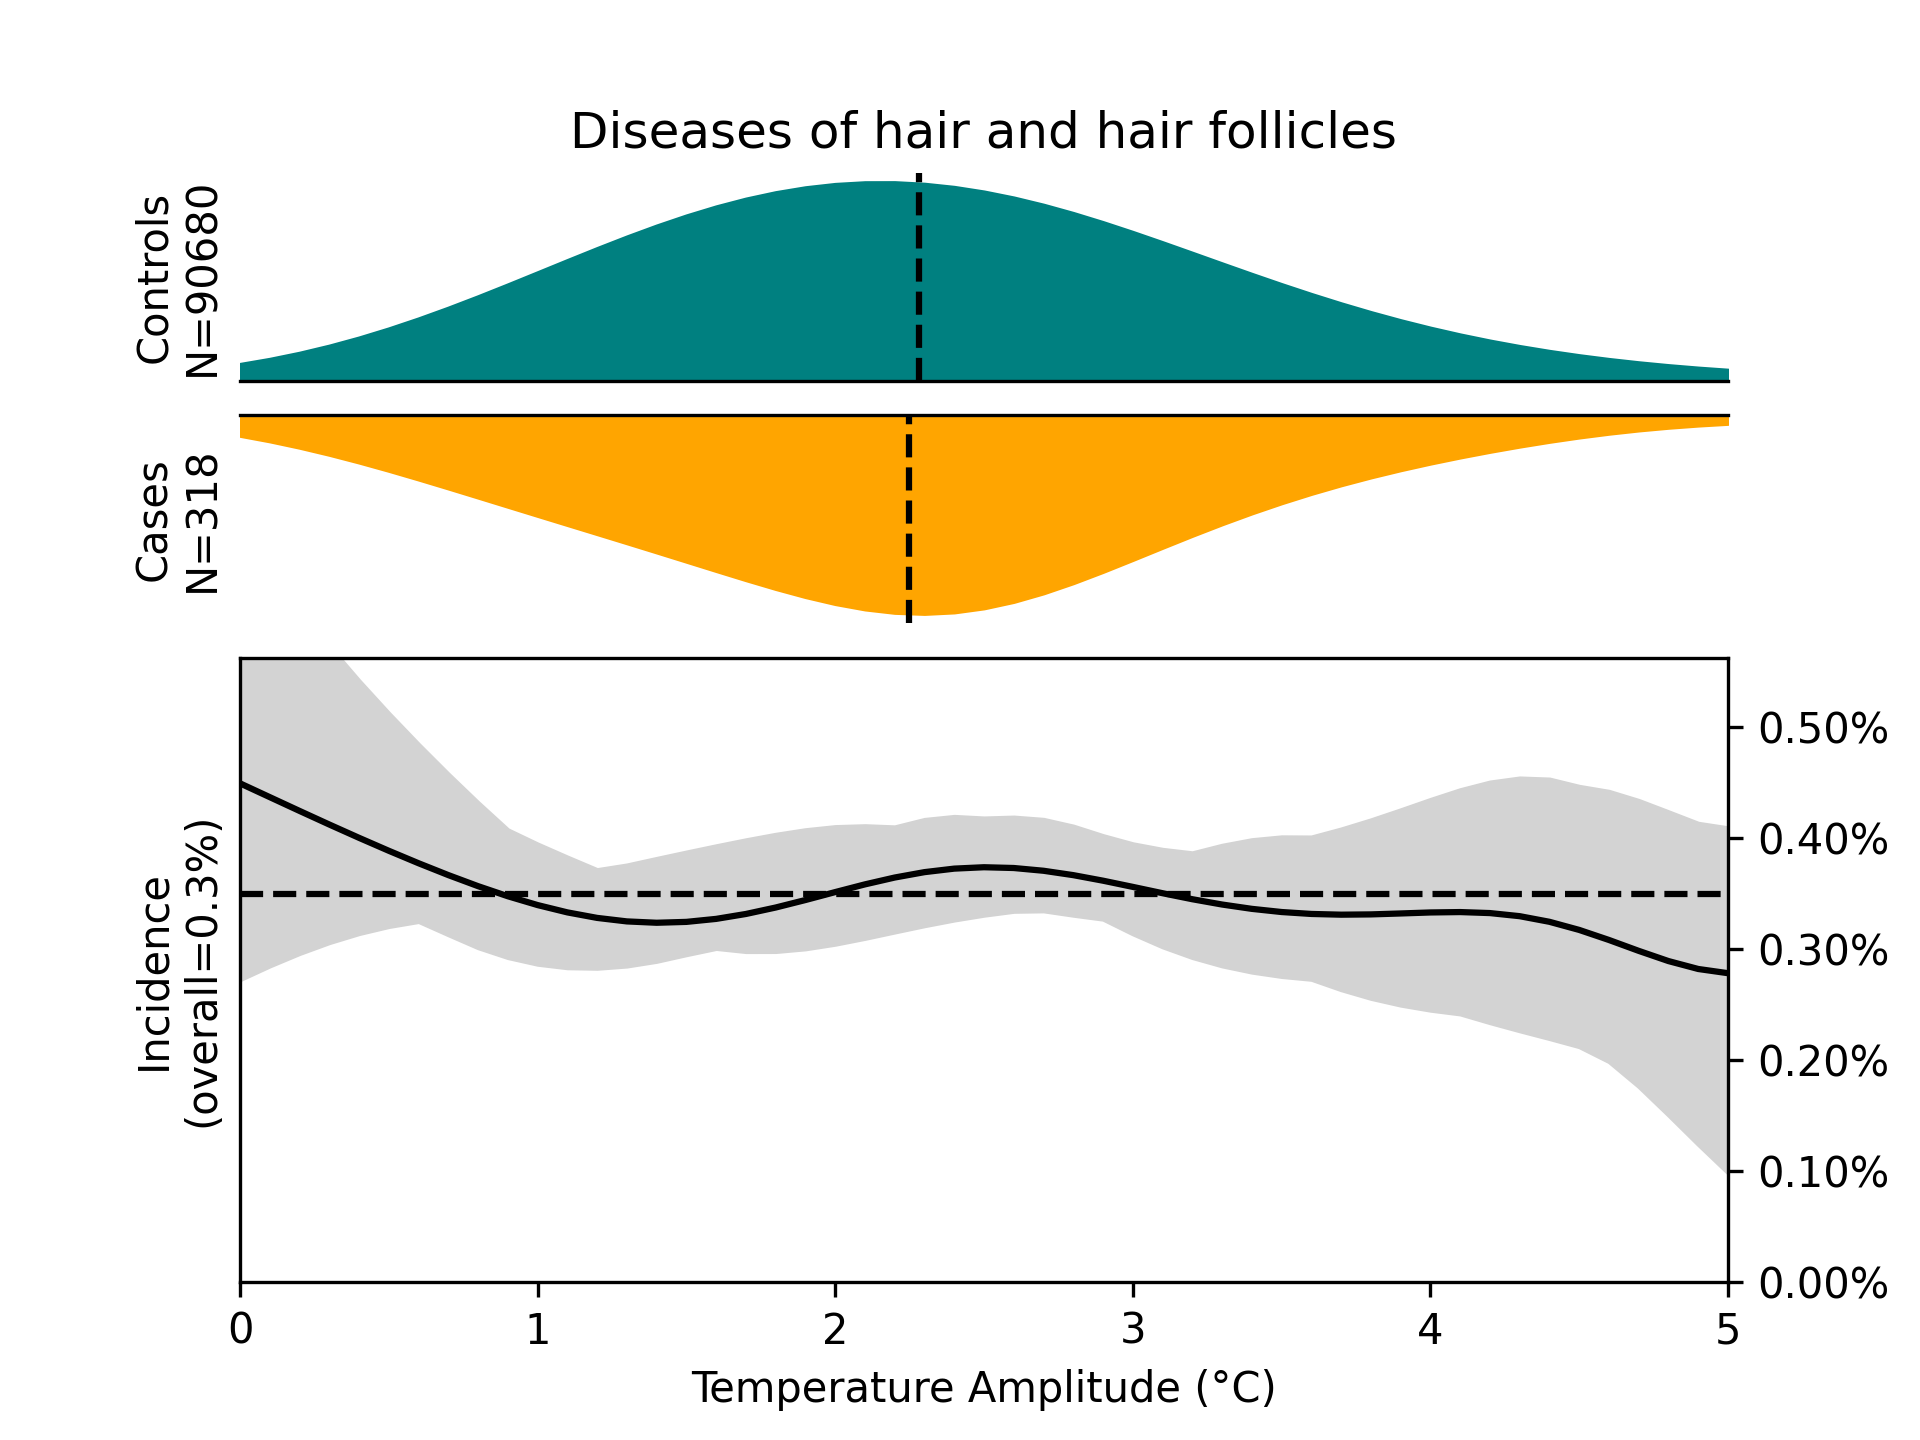 Diseases of hair and hair follicles
Controls
N=90680
Cases
N=318
Incidence
(overall=0.3%)
0.50%
0.40%
0.30%
0.20%
0.10%
0.00%
0 1 2 3 4 5
Temperature Amplitude (°C)